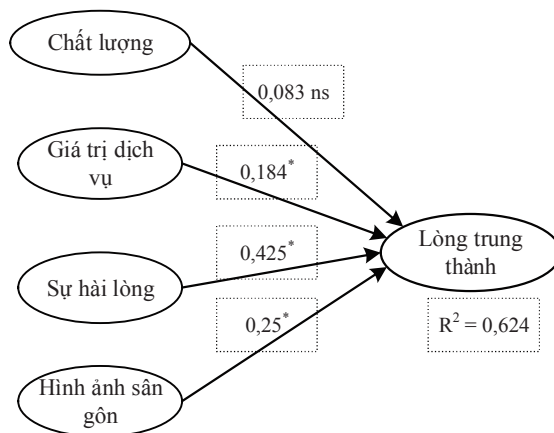 Chất lượng
0,083 ns
Giá trị dịch
vụ
0,184*
Lòng trung
thành
0,425*
Sự hài lòng
0,25*
R² = 0,624
Hình ảnh sân
gôn